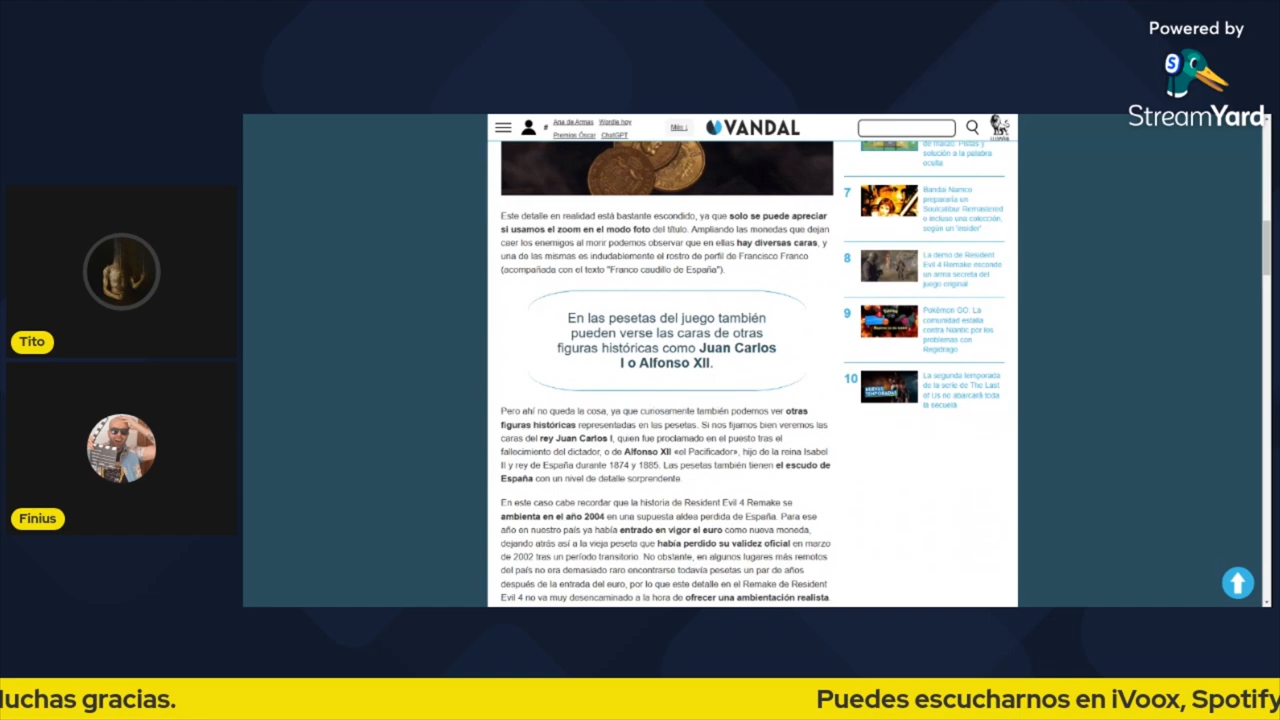 Powered by
StreamYard
# Ana de Armas Wordle hoy
Premios Óscar ChatGPT
Más ↓
VANDAL
Este detalle en realidad está bastante escondido, ya que solo se puede apreciar
si usamos el zoom en el modo foto del título. Ampliando las monedas que dejan
caer los enemigos al morir podemos observar que en ellas hay diversas caras, y
una de las mismas es indudablemente el rostro de perfil de Francisco Franco
(acompañada con el texto "Franco caudillo de España").
En las pesetas del juego también
pueden verse las caras de otras
figuras históricas como Juan Carlos
I o Alfonso XII.
Pero ahí no queda la cosa, ya que curiosamente también podemos ver otras
figuras históricas representadas en las pesetas. Si nos fijamos bien veremos las
caras del rey Juan Carlos I, quien fue proclamado en el puesto tras el
fallecimiento del dictador, o de Alfonso XII «el Pacificador», hijo de la reina Isabel
II y rey de España durante 1874 y 1885. Las pesetas también tienen el escudo de
España con un nivel de detalle sorprendente.
En este caso cabe recordar que la historia de Resident Evil 4 Remake se
ambienta en el año 2004 en una supuesta aldea perdida de España. Para ese
año en nuestro país ya había entrado en vigor el euro como nueva moneda,
dejando atrás así a la vieja peseta que había perdido su validez oficial en marzo
de 2002 tras un período transitorio. No obstante, en algunos lugares más remotos
del país no era demasiado raro encontrarse todavía pesetas un par de años
después de la entrada del euro, por lo que este detalle en el Remake de Resident
Evil 4 no va muy desencaminado a la hora de ofrecer una ambientación realista.
de marzo: Pistas y
solución a la palabra
oculta
7
Bandai Namco
prepararía un
Soulcalibur Remastered
o incluso una colección,
según un 'insider'
8
La demo de Resident
Evil 4 Remake esconde
un arma secreta del
juego original
9
Pokémon GO: La
comunidad estalla
contra Niantic por los
problemas con
Regidrago
10
La segunda temporada
de la serie de The Last
of Us no abarcará toda
la secuela
Tito
Finius
luchas gracias.
Puedes escucharnos en iVoox, Spotify